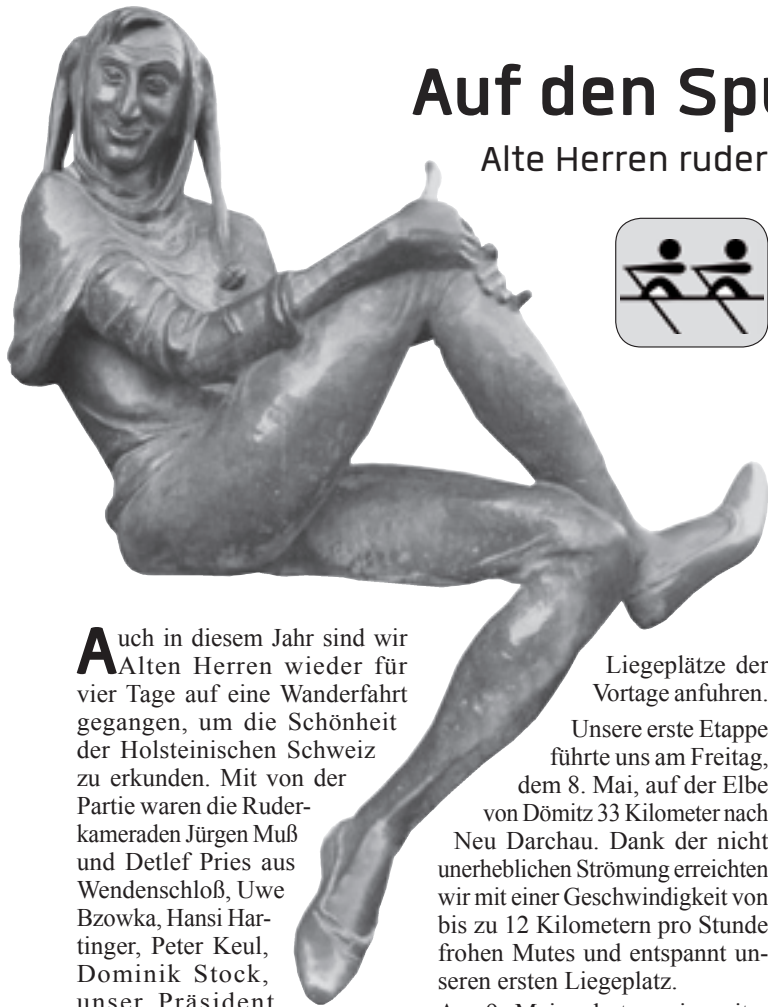 Auf den
Alte Herren
Auch in diesem Jahr sind wir
Alten Herren wieder für
vier Tage auf eine Wanderfahrt
gegangen, um die Schönheit
der Holsteinischen Schweiz
zu erkunden. Mit von der
Partie waren die Ruder-
kameraden Jürgen Muß
und Detlef Pries aus
Wendenschloß, Uwe
Bzowka, Hansi Har-
tinger, Peter Keul,
Dominik Stock,
unser Präsident
Liegeplätze der
Vortage anfuhren.
Unsere erste Etappe
führte uns am Freitag,
dem 8. Mai, auf der Elbe
von Dömitz 33 Kilometer nach
Neu Darchau. Dank der nicht
unerheblichen Strömung erreichten
wir mit einer Geschwindigkeit von
bis zu 12 Kilometern pro Stunde
frohen Mutes und entspannt un-
seren ersten Liegeplatz.